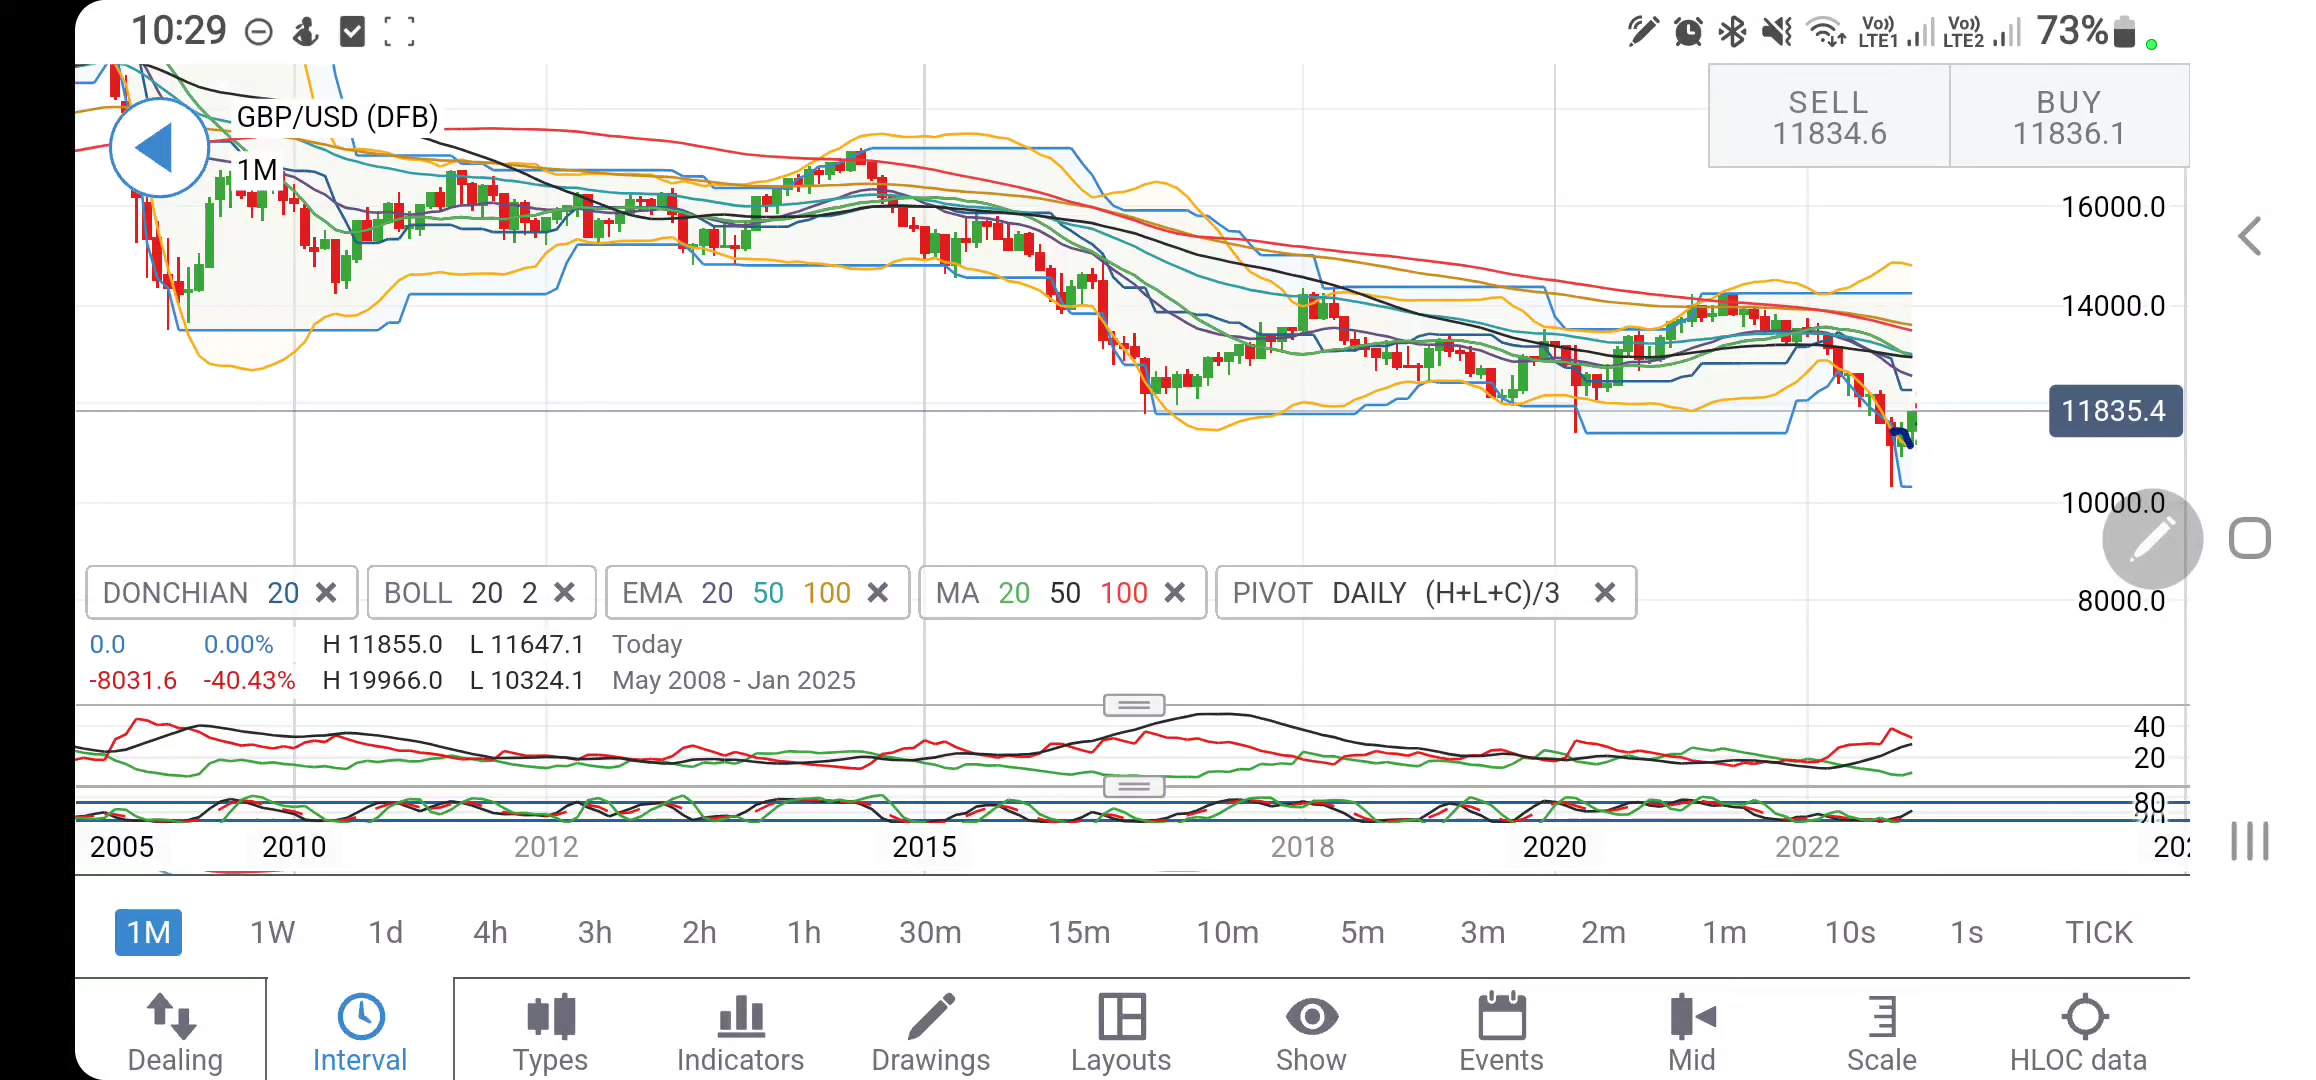 10:29
Vo)) LTE1 Vo)) LTE2 73%
GBP/USD (DFB)
1M
SELL 11834.6
BUY 11836.1
16000.0
14000.0
11835.4
10000.0
8000.0
DONCHIAN 20 BOLL 20 2 EMA 20 50 100 MA 20 50 100 PIVOT DAILY (H+L+C)/3
0.0 0.00% H 11855.0 L 11647.1 Today
-8031.6 -40.43% H 19966.0 L 10324.1 May 2008 - Jan 2025
40
20
80
2005 2010 2012 2015 2018 2020 2022
1M 1W 1d 4h 3h 2h 1h 30m 15m 10m 5m 3m 2m 1m 10s 1s TICK
Dealing Interval Types Indicators Drawings Layouts Show Events Mid Scale HLOC data